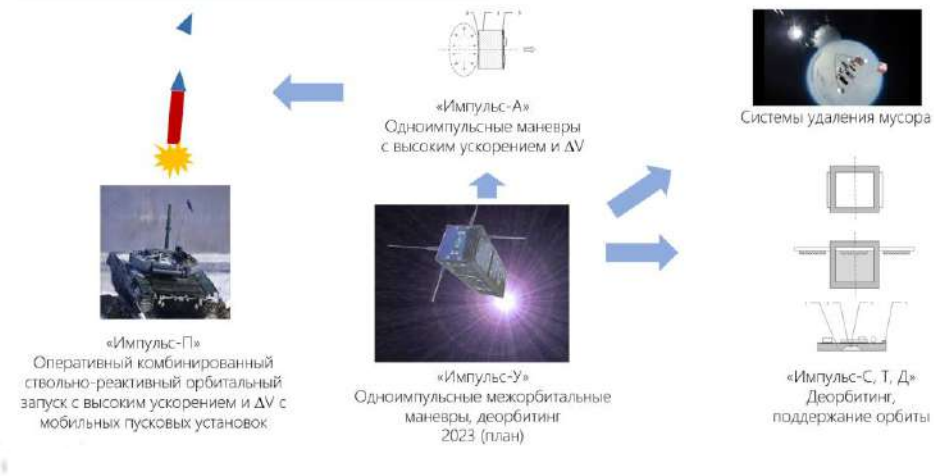 «Импульс-А»
Одноимпульсные маневры
с высоким ускорением и ΔV
Системы удаления мусора
«Импульс-П»
Оперативный комбинированный
ствольно-реактивный орбитальный
запуск с высоким ускорением и ΔV с
мобильных пусковых установок
«Импульс-У»
Одноимпульсные межорбитальные
маневры, деорбитинг
2023 (план)
«Импульс-С, Т, Д»
Деорбитинг,
поддержание орбиты